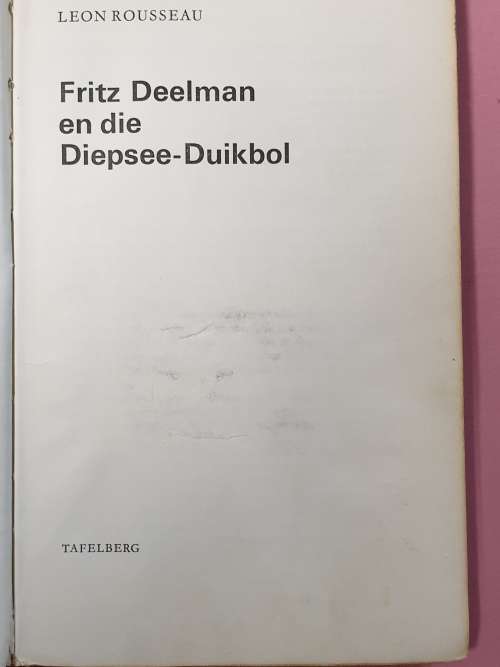 LEON ROUSSEAU
Fritz Deelman
en die
Diepsee-Duikbol
TAFELBERG